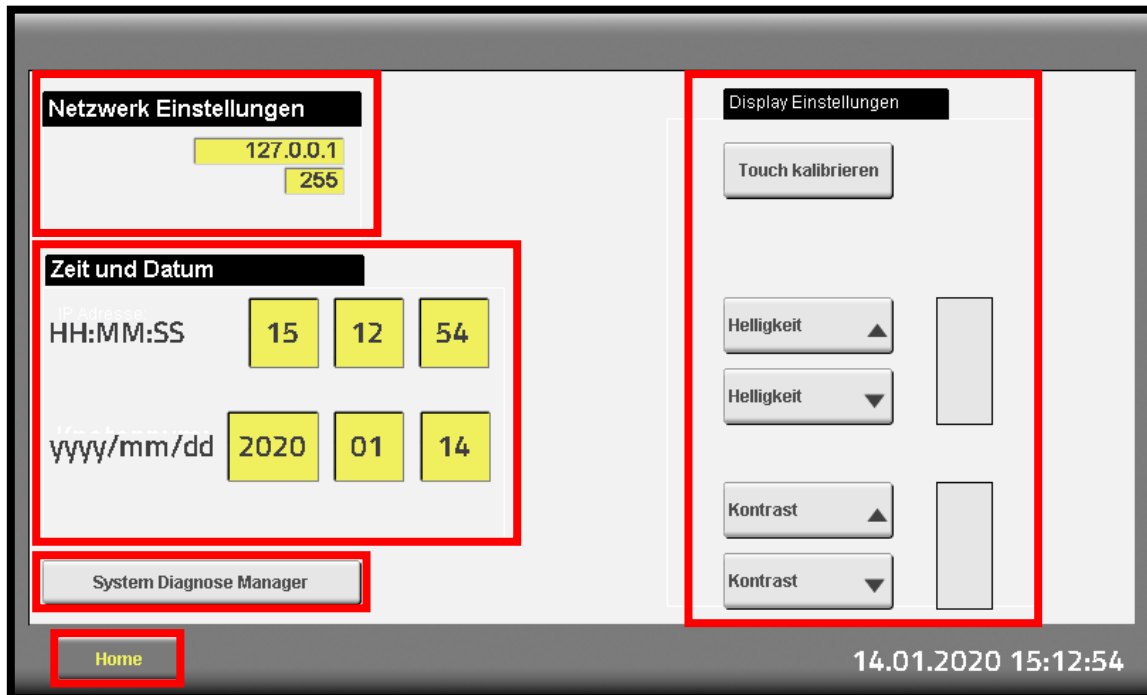 Netzwerk Einstellungen
127.0.0.1
255
Zeit und Datum
IP Adresse:
HH:MM:SS 15 12 54
yyyy/mm/dd 2020 01 14
System Diagnose Manager
Display Einstellungen
Touch kalibrieren
Helligkeit
Helligkeit
Kontrast
Kontrast
Home
14.01.2020 15:12:54